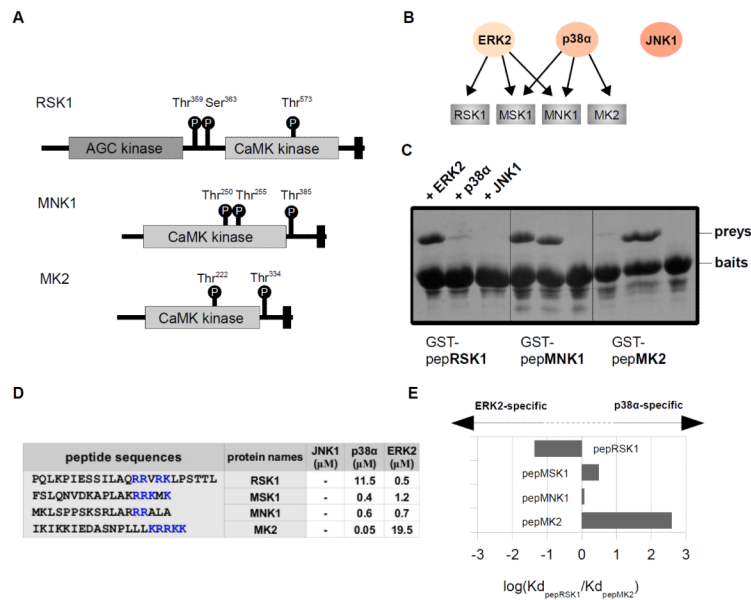 A
RSK1
Thr359 Ser363
Thr573
P P P
AGC kinase
CaMK kinase
MNK1
Thr250 Thr255
Thr385
P P P
CaMK kinase
MK2
Thr222
Thr334
P P
CaMK kinase
B
ERK2 p38α JNK1
RSK1 MSK1 MNK1 MK2
C
+ ERK2
+ p38α
+ JNK1
preys
baits
GST-
pepRSK1
GST-
pepMNK1
GST-
pepMK2
D
peptide sequences protein names JNK1 (μM) p38α (μM) ERK2 (μM)
PQLKPIESSILAQRRVRKLPSTTL RSK1 - 11.5 0.5
FSLQNVDKAPLAKRRKMK MSK1 - 0.4 1.2
MKLSPPSKSRLARRRALA MNK1 - 0.6 0.7
IKIKKIEDASNPLLLKRRKK MK2 - 0.05 19.5
E
ERK2-specific p38α-specific
pepRSK1
pepMSK1
pepMNK1
pepMK2
-3 -2 -1 0 1 2 3
log(KdpepRSK1/KdpepMK2)